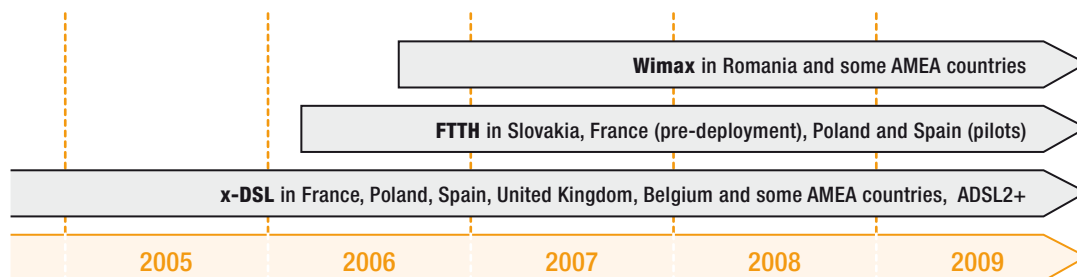 Wimax in Romania and some AMEA countries
FTTH in Slovakia, France (pre-deployment), Poland and Spain (pilots)
x-DSL in France, Poland, Spain, United Kingdom, Belgium and some AMEA countries, ADSL2+
2005 2006 2007 2008 2009